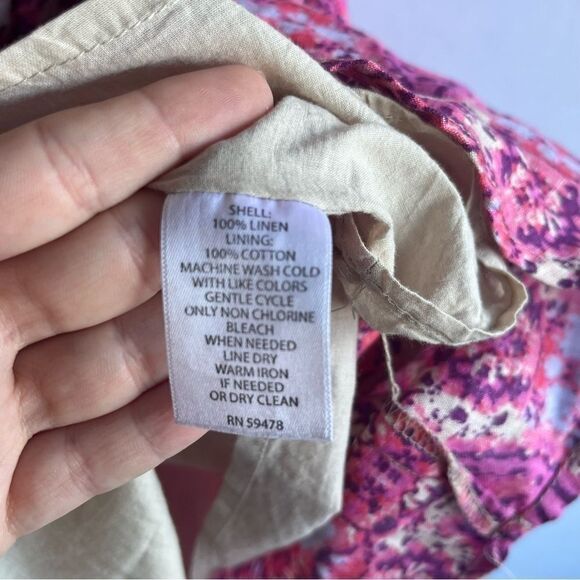 SHELL:
100% LINEN
LINING:
100% COTTON
MACHINE WASH COLD
WITH LIKE COLORS
GENTLE CYCLE
ONLY NON CHLORINE
BLEACH
WHEN NEEDED
LINE DRY
WARM IRON
IF NEEDED
OR DRY CLEAN
RN 59478